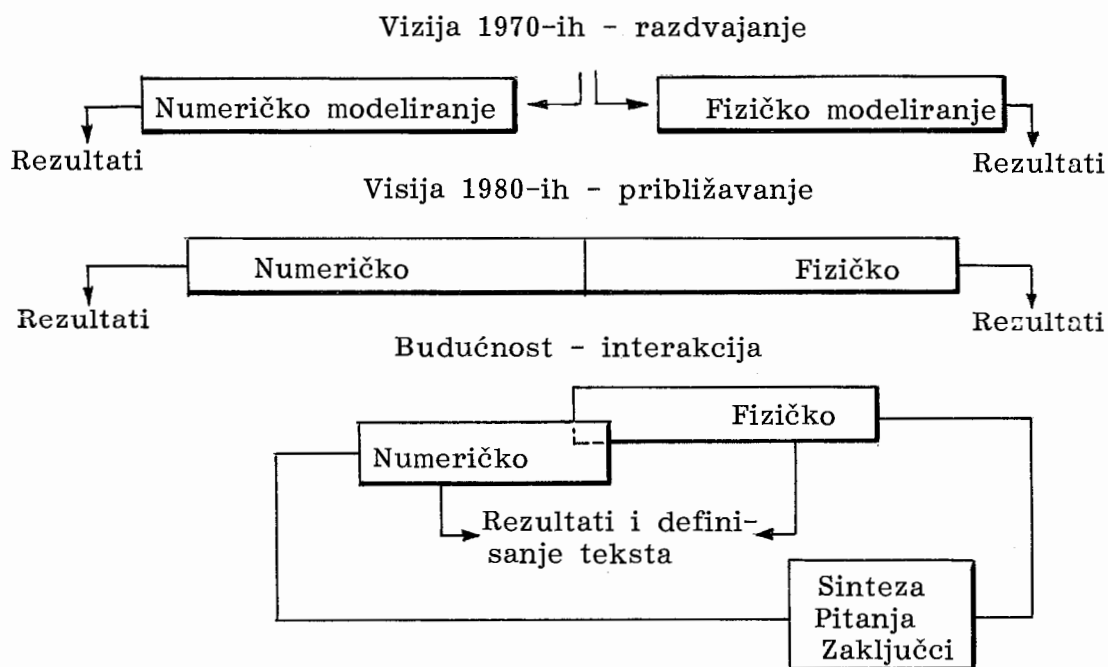 Vizija 1970-ih - razdvajanje
Numeričko modeliranje
Fizičko modeliranje
Rezultati
Rezultati
Visija 1980-ih - približavanje
Numeričko
Fizičko
Rezultati
Rezultati
Budućnost - interakcija
Fizičko
Numeričko
Rezultati i defini-
sanje teksta
Sinteza
Pitanja
Zaključci